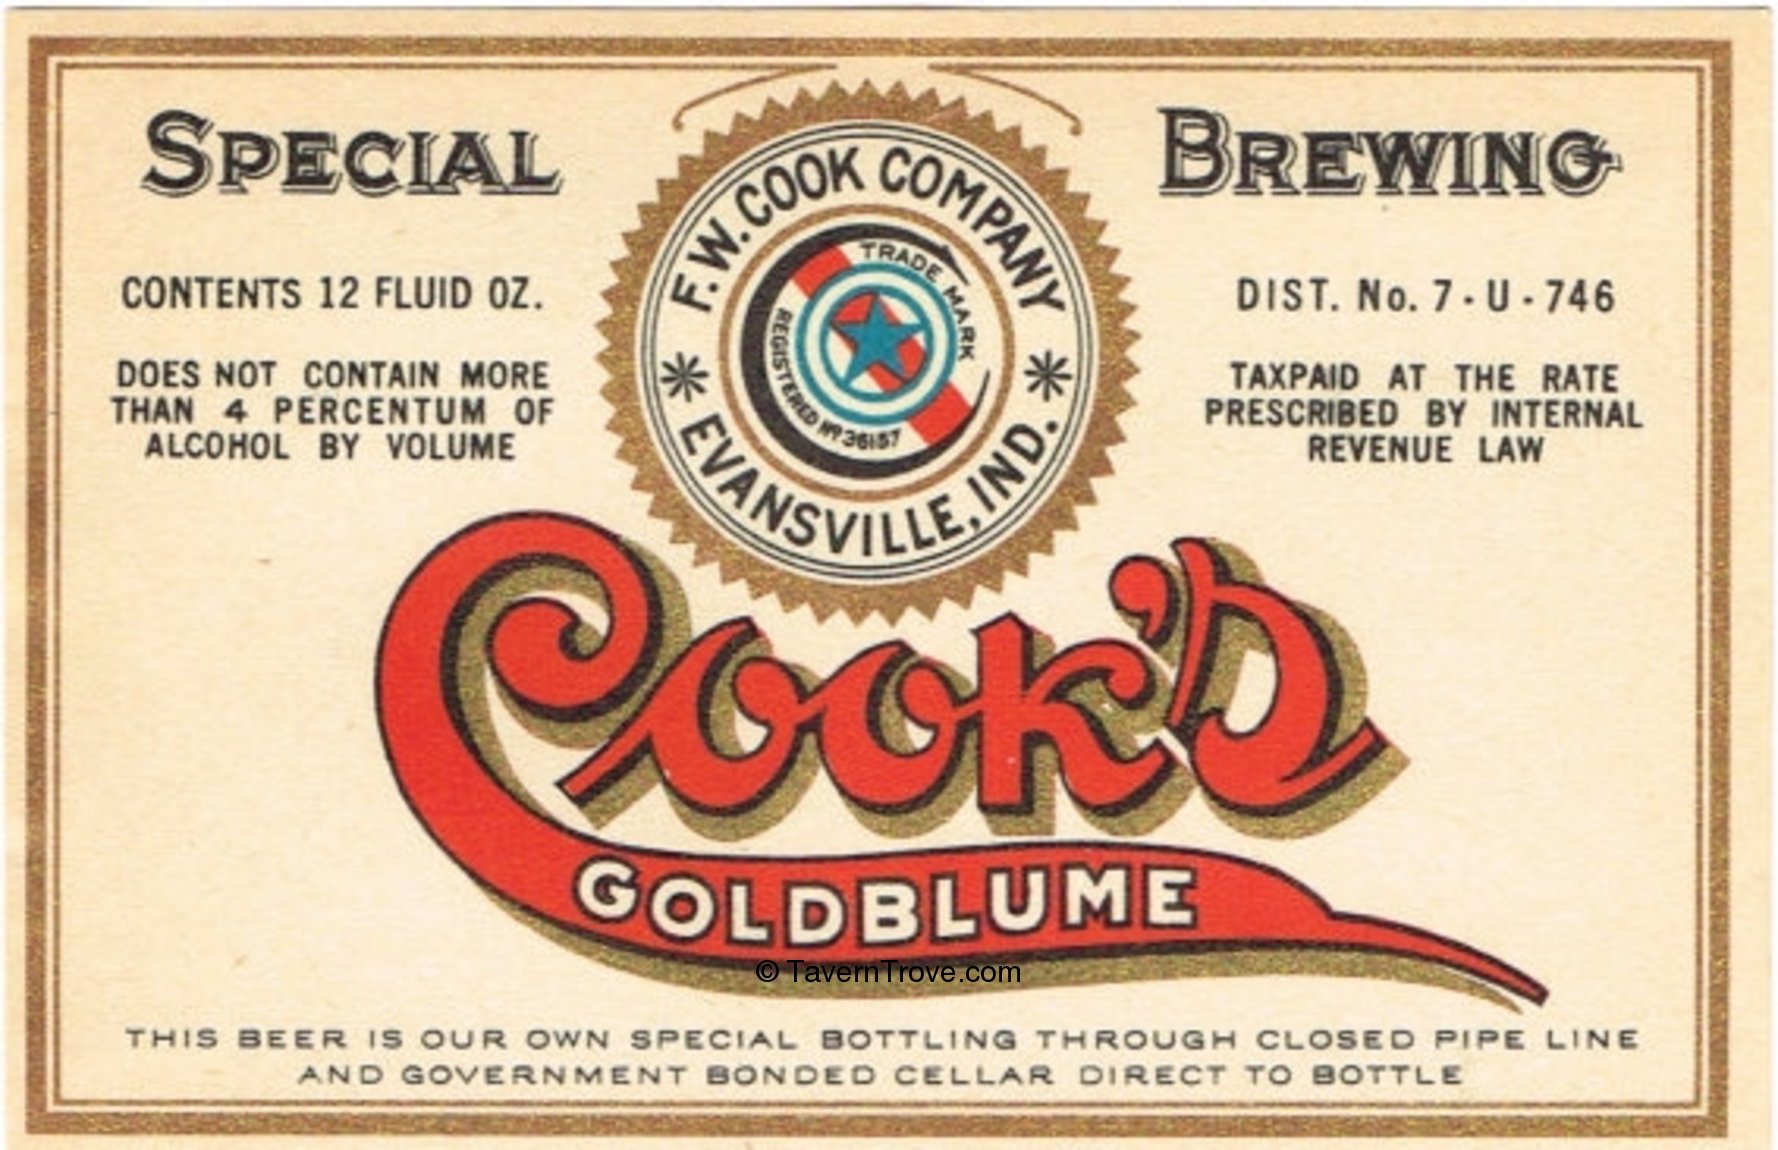 SPECIAL
BREWING
F.W. COOK COMPANY
EVANSVILLE, IND.
TRADE MARK
REGISTERED No 36157
CONTENTS 12 FLUID OZ.
DOES NOT CONTAIN MORE
THAN 4 PERCENTUM OF
ALCOHOL BY VOLUME
DIST. No. 7-U-746
TAXPAID AT THE RATE
PRESCRIBED BY INTERNAL
REVENUE LAW
Cook's
GOLDBLUME
© TavernTrove.com
THIS BEER IS OUR OWN SPECIAL BOTTLING THROUGH CLOSED PIPE LINE
AND GOVERNMENT BONDED CELLAR DIRECT TO BOTTLE